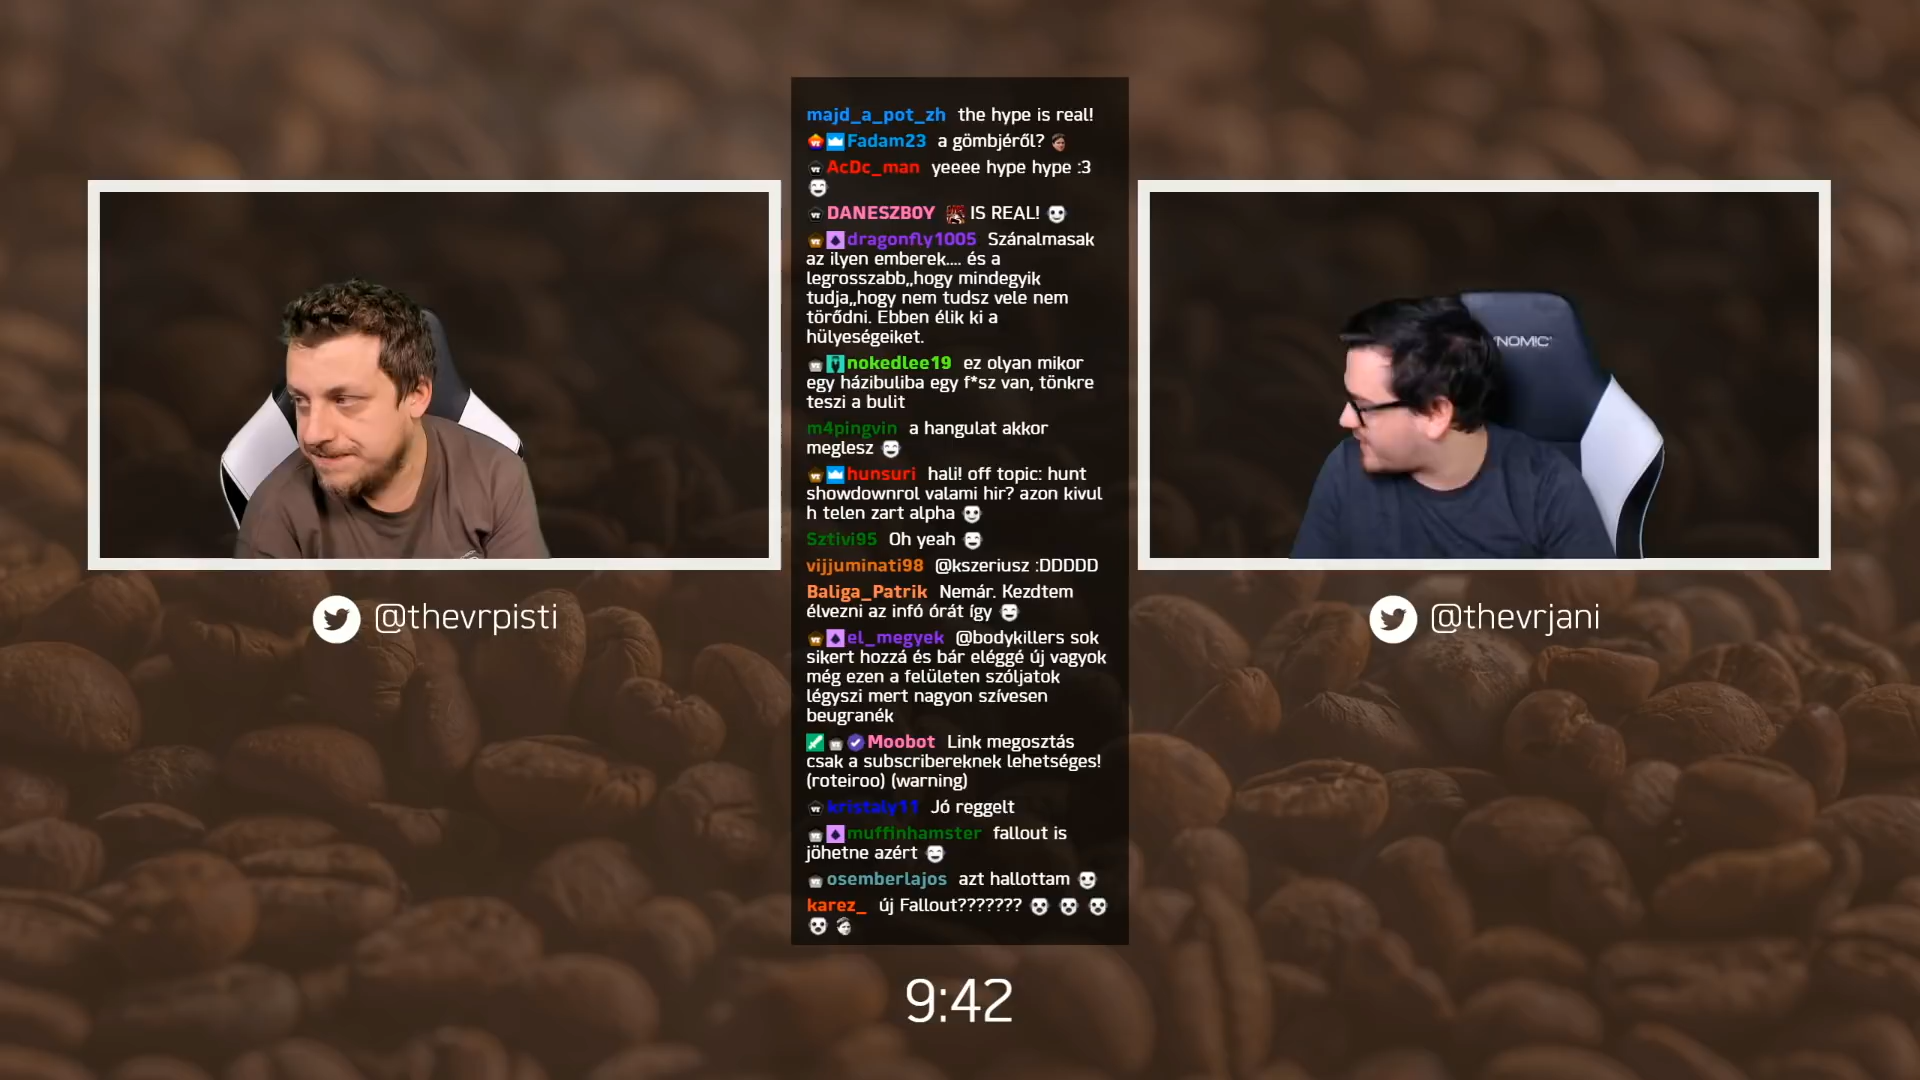 majd_a_pot_zh the hype is real!
Fadam23 a gömbjéről?
AcDc_man yeeee hype hype :3
DANESZBOY IS REAL!
dragonfly1005 Szánalmasak
az ilyen emberek.... és a
legrosszabb,,hogy mindegyik
tudja,,hogy nem tudsz vele nem
törődni. Ebben élik ki a
hülyeségeiket.
nokedlee19 ez olyan mikor
egy házibuliba egy f*sz van, tönkre
teszi a bulit
m4pingvin a hangulat akkor
meglesz
hunsuri hali! off topic: hunt
showdownrol valami hir? azon kivul
h telen zart alpha
Sztivi95 Oh yeah
vijjuminati98 @kszeriusz :DDDDD
Baliga_Patrik Nemár. Kezdtem
élvezni az infó órát így
el_megyek @bodykillers sok
sikert hozzá és bár eléggé új vagyok
még ezen a felületen szóljatok
légyszi mert nagyon szívesen
beugranék
Moobot Link megosztás
csak a subscribereknek lehetséges!
(roteiroo) (warning)
kristaly11 Jó reggelt
muffinhamster fallout is
jöhetne azért
osemberlajos azt hallottam
karez_ új Fallout???????
@thevrpisti
NOMIC
@thevrjani
9:42